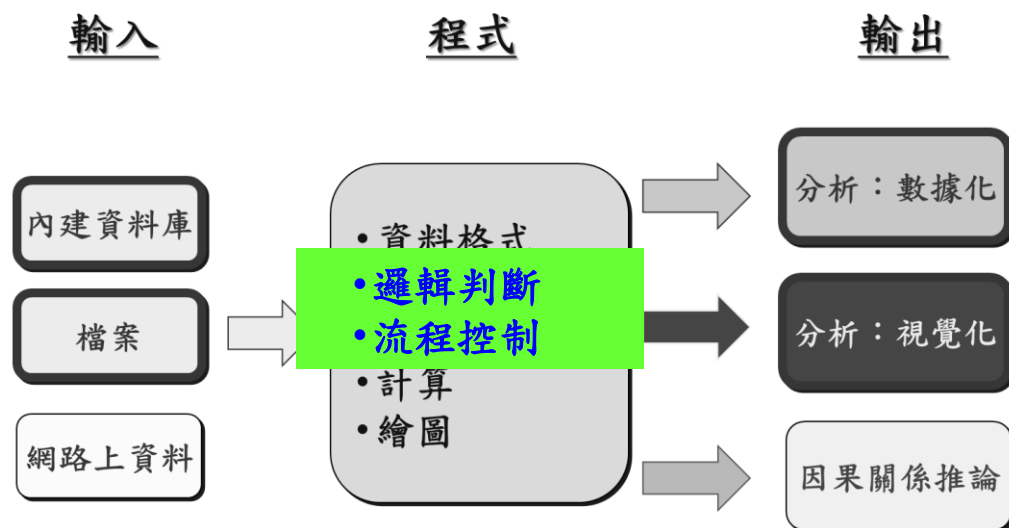 輸入
程式
輸出
內建資料庫
檔案
網路上資料
•資料格式
•邏輯判斷
•流程控制
•計算
•繪圖
分析：數據化
分析：視覺化
因果關係推論